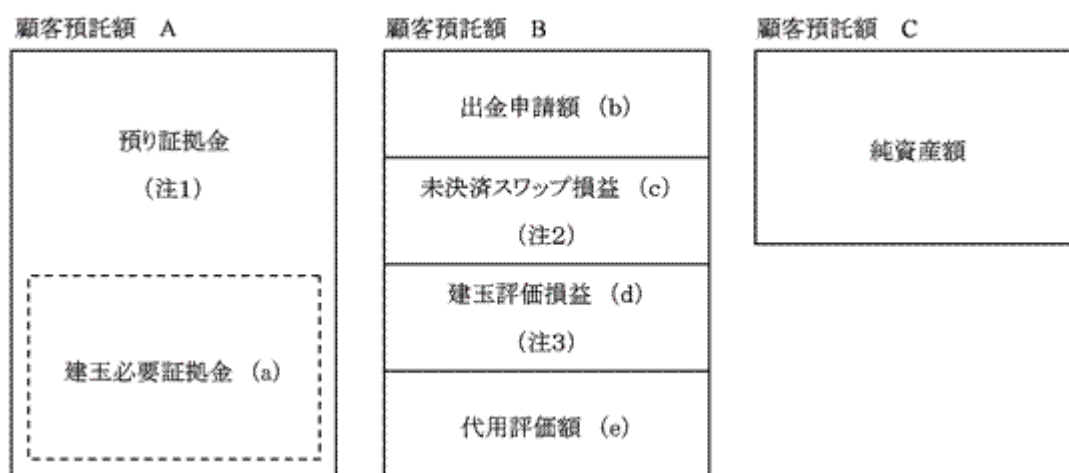 顧客預託額 A
預り証拠金
(注1)
建玉必要証拠金 (a)
顧客預託額 B
出金申請額 (b)
未決済スワップ損益 (c)
(注2)
建玉評価損益 (d)
(注3)
代用評価額 (e)
顧客預託額 C
純資産額